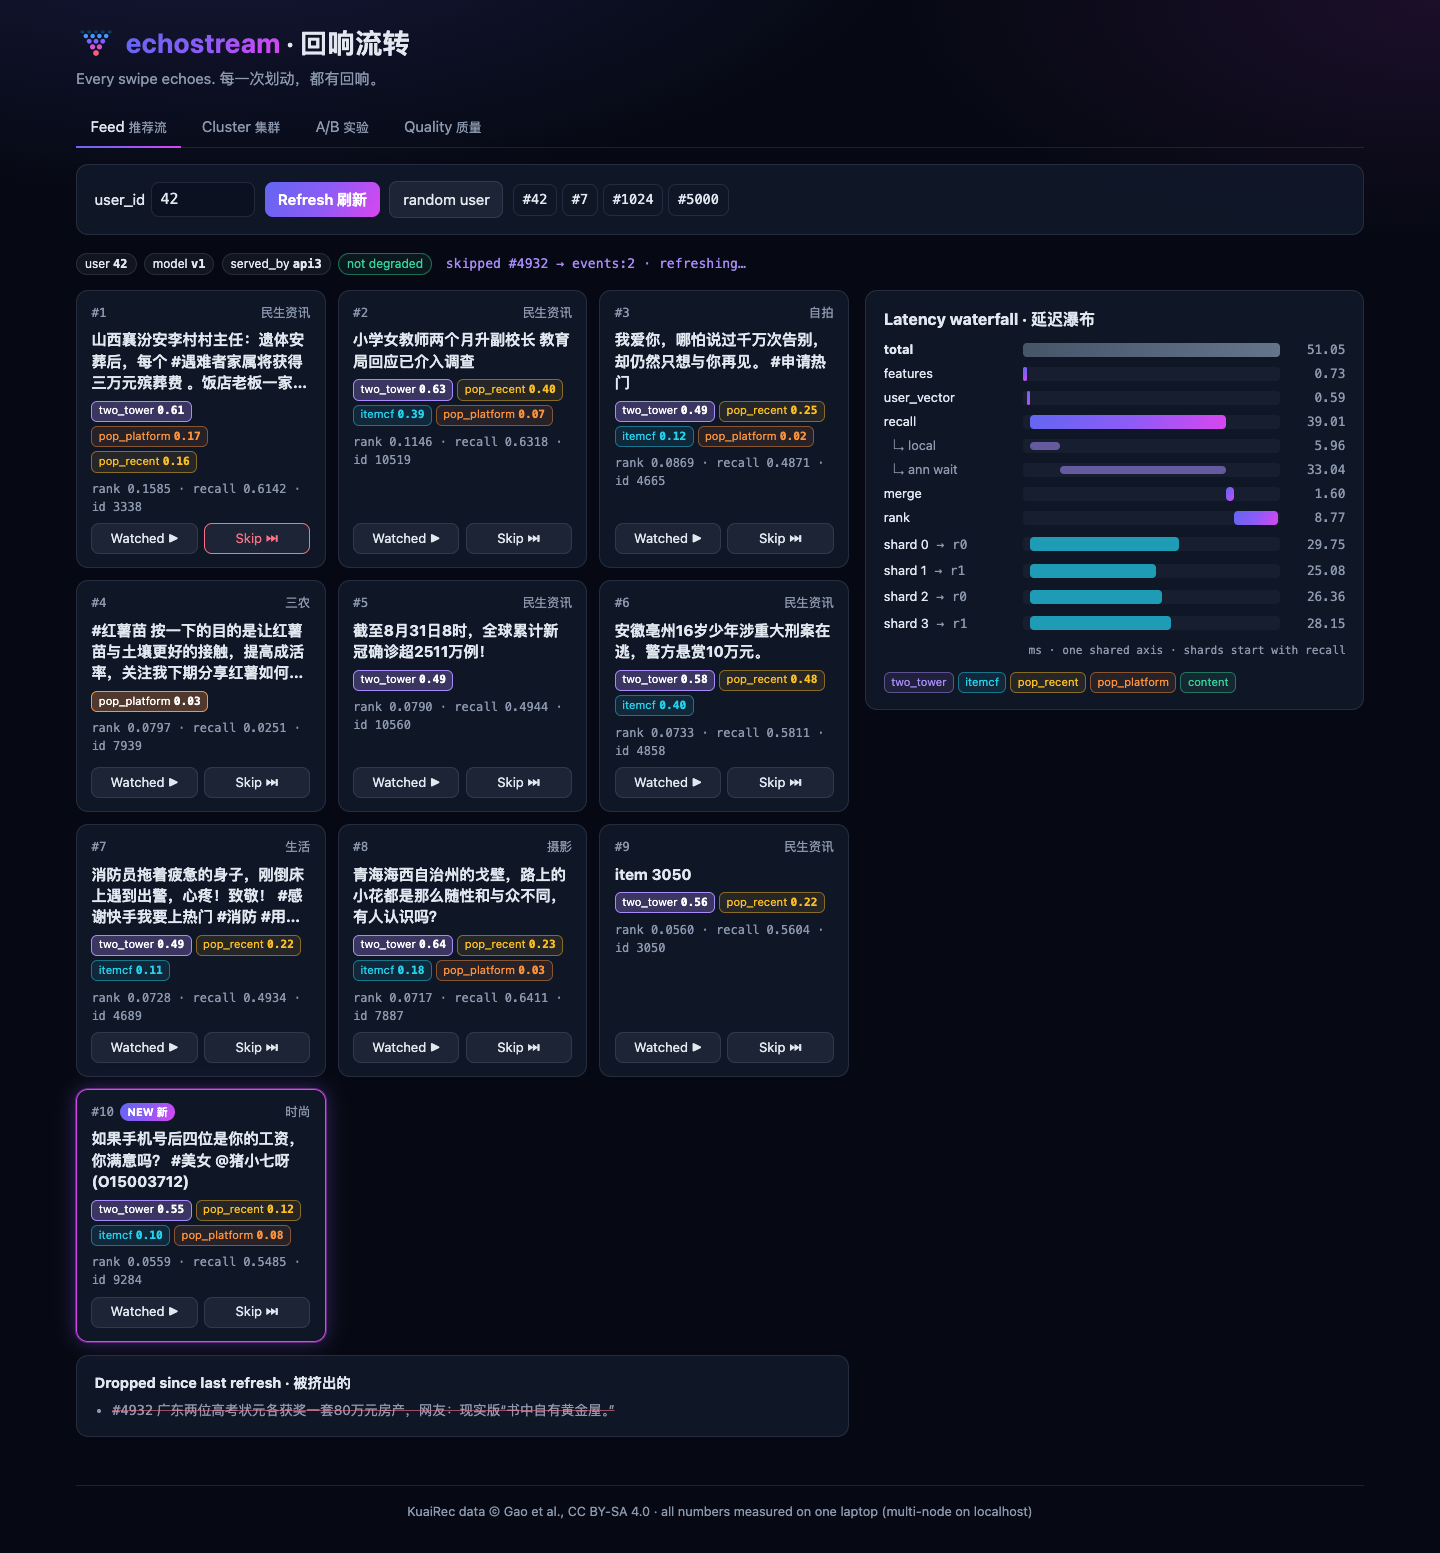 echostream · 回响流转
Every swipe echoes. 每一次划动，都有回响。
Feed 推荐流 Cluster 集群 A/B 实验 Quality 质量
user_id 42 Refresh 刷新 random user #42 #7 #1024 #5000
user 42 model v1 served_by api3 not degraded skipped #4932 → events:2 · refreshing…
#1 民生资讯
山西襄汾安李村村主任：遗体安
葬后，每个 #遇难者家属将获得
三万元殡葬费 。饭店老板一家…
two_tower 0.61
pop_platform 0.17
pop_recent 0.16
rank 0.1585 · recall 0.6142 ·
id 3338
Watched ▶ Skip ⏭
#2 民生资讯
小学女教师两个月升副校长 教育
局回应已介入调查
two_tower 0.63 pop_recent 0.40
itemcf 0.39 pop_platform 0.07
rank 0.1146 · recall 0.6318 ·
id 10519
Watched ▶ Skip ⏭
#3 自拍
我爱你，哪怕说过千万次告别，
却仍然只想与你再见。 #申请热
门
two_tower 0.49 pop_recent 0.25
itemcf 0.12 pop_platform 0.02
rank 0.0869 · recall 0.4871 ·
id 4665
Watched ▶ Skip ⏭
#4 三农
#红薯苗 按一下的目的是让红薯
苗与土壤更好的接触，提高成活
率，关注我下期分享红薯如何…
pop_platform 0.03
rank 0.0797 · recall 0.0251 ·
id 7939
Watched ▶ Skip ⏭
#5 民生资讯
截至8月31日8时，全球累计新
冠确诊超2511万例！
two_tower 0.49
rank 0.0790 · recall 0.4944 ·
id 10560
Watched ▶ Skip ⏭
#6 民生资讯
安徽亳州16岁少年涉重大刑案在
逃，警方悬赏10万元。
two_tower 0.58 pop_recent 0.48
itemcf 0.40
rank 0.0733 · recall 0.5811 ·
id 4858
Watched ▶ Skip ⏭
#7 生活
消防员拖着疲惫的身子，刚倒床
上遇到出警，心疼！致敬！ #感
谢快手我要上热门 #消防 #用…
two_tower 0.49 pop_recent 0.22
itemcf 0.11
rank 0.0728 · recall 0.4934 ·
id 4689
Watched ▶ Skip ⏭
#8 摄影
青海海西自治州的戈壁，路上的
小花都是那么随性和与众不同，
有人认识吗？
two_tower 0.64 pop_recent 0.23
itemcf 0.18 pop_platform 0.03
rank 0.0717 · recall 0.6411 ·
id 7887
Watched ▶ Skip ⏭
#9 民生资讯
item 3050
two_tower 0.56 pop_recent 0.22
rank 0.0560 · recall 0.5604 ·
id 3050
Watched ▶ Skip ⏭
#10 NEW 新 时尚
如果手机号后四位是你的工资，
你满意吗？ #美女 @猪小七呀
(O15003712)
two_tower 0.55 pop_recent 0.12
itemcf 0.10 pop_platform 0.08
rank 0.0559 · recall 0.5485 ·
id 9284
Watched ▶ Skip ⏭
Dropped since last refresh · 被挤出的
• #4932 广东两位高考状元各获奖一套80万元房产，网友：现实版“书中自有黄金屋。”
Latency waterfall · 延迟瀑布
total 51.05
features 0.73
user_vector 0.59
recall 39.01
└→ local 5.96
└→ ann wait 33.04
merge 1.60
rank 8.77
shard 0 → r0 29.75
shard 1 → r1 25.08
shard 2 → r0 26.36
shard 3 → r1 28.15
ms · one shared axis · shards start with recall
two_tower itemcf pop_recent pop_platform content
KuaiRec data © Gao et al., CC BY-SA 4.0 · all numbers measured on one laptop (multi-node on localhost)